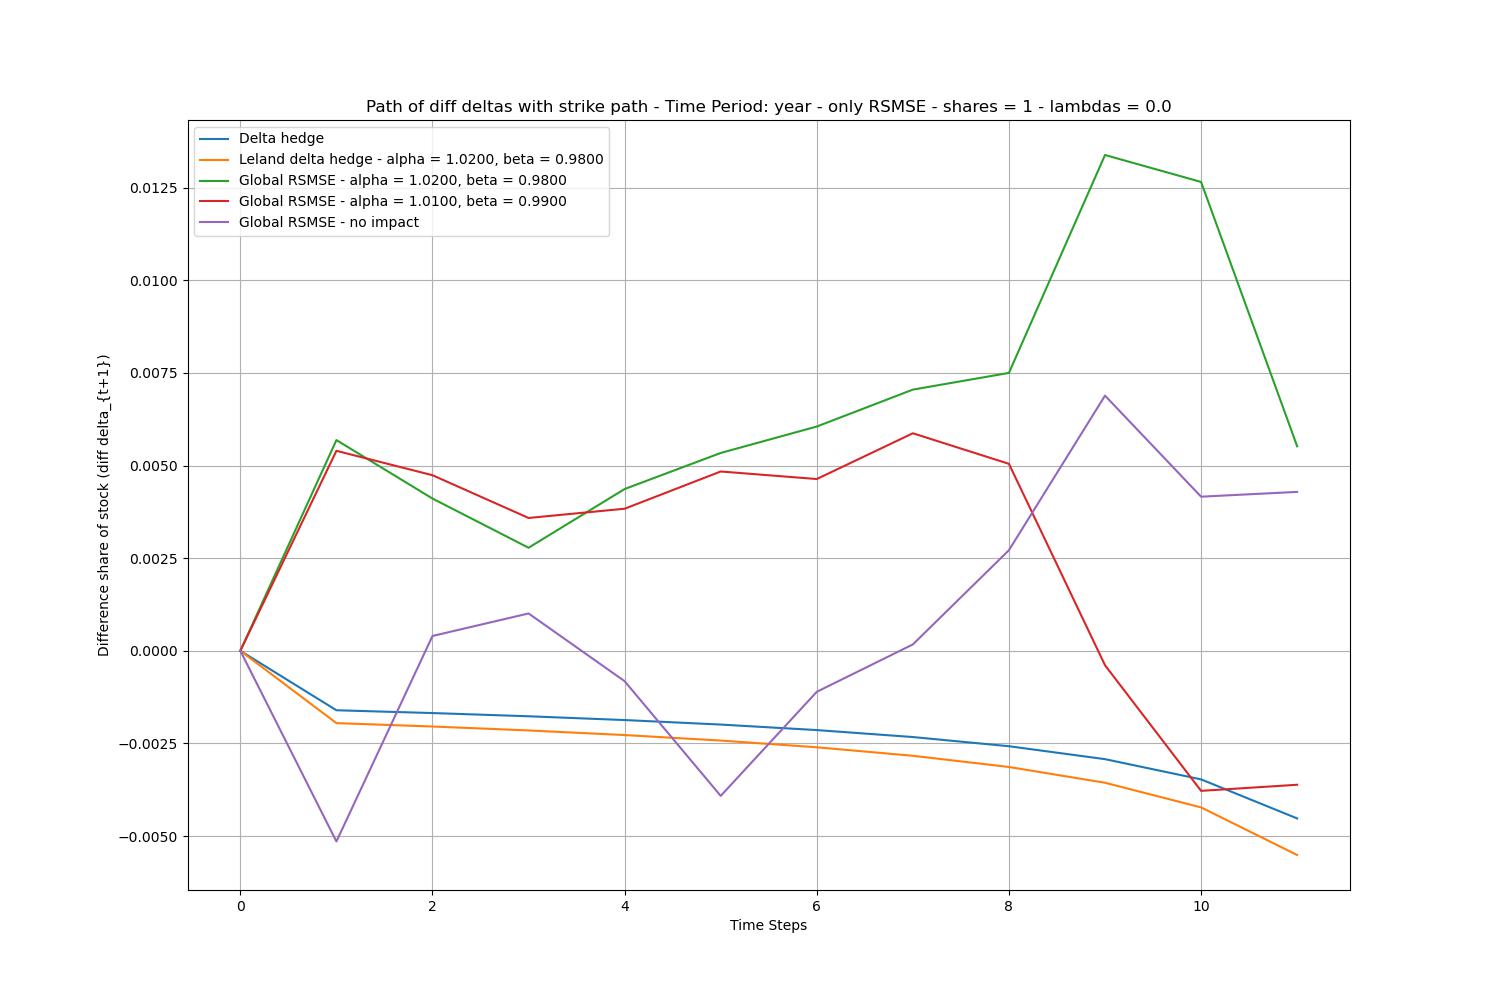 Path of diff deltas with strike path - Time Period: year - only RSMSE - shares = 1 - lambdas = 0.0
Delta hedge
Leland delta hedge - alpha = 1.0200, beta = 0.9800
Global RSMSE - alpha = 1.0200, beta = 0.9800
Global RSMSE - alpha = 1.0100, beta = 0.9900
Global RSMSE - no impact
Difference share of stock (diff delta_{t+1})
0.0125
0.0100
0.0075
0.0050
0.0025
0.0000
−0.0025
−0.0050
0 2 4 6 8 10
Time Steps